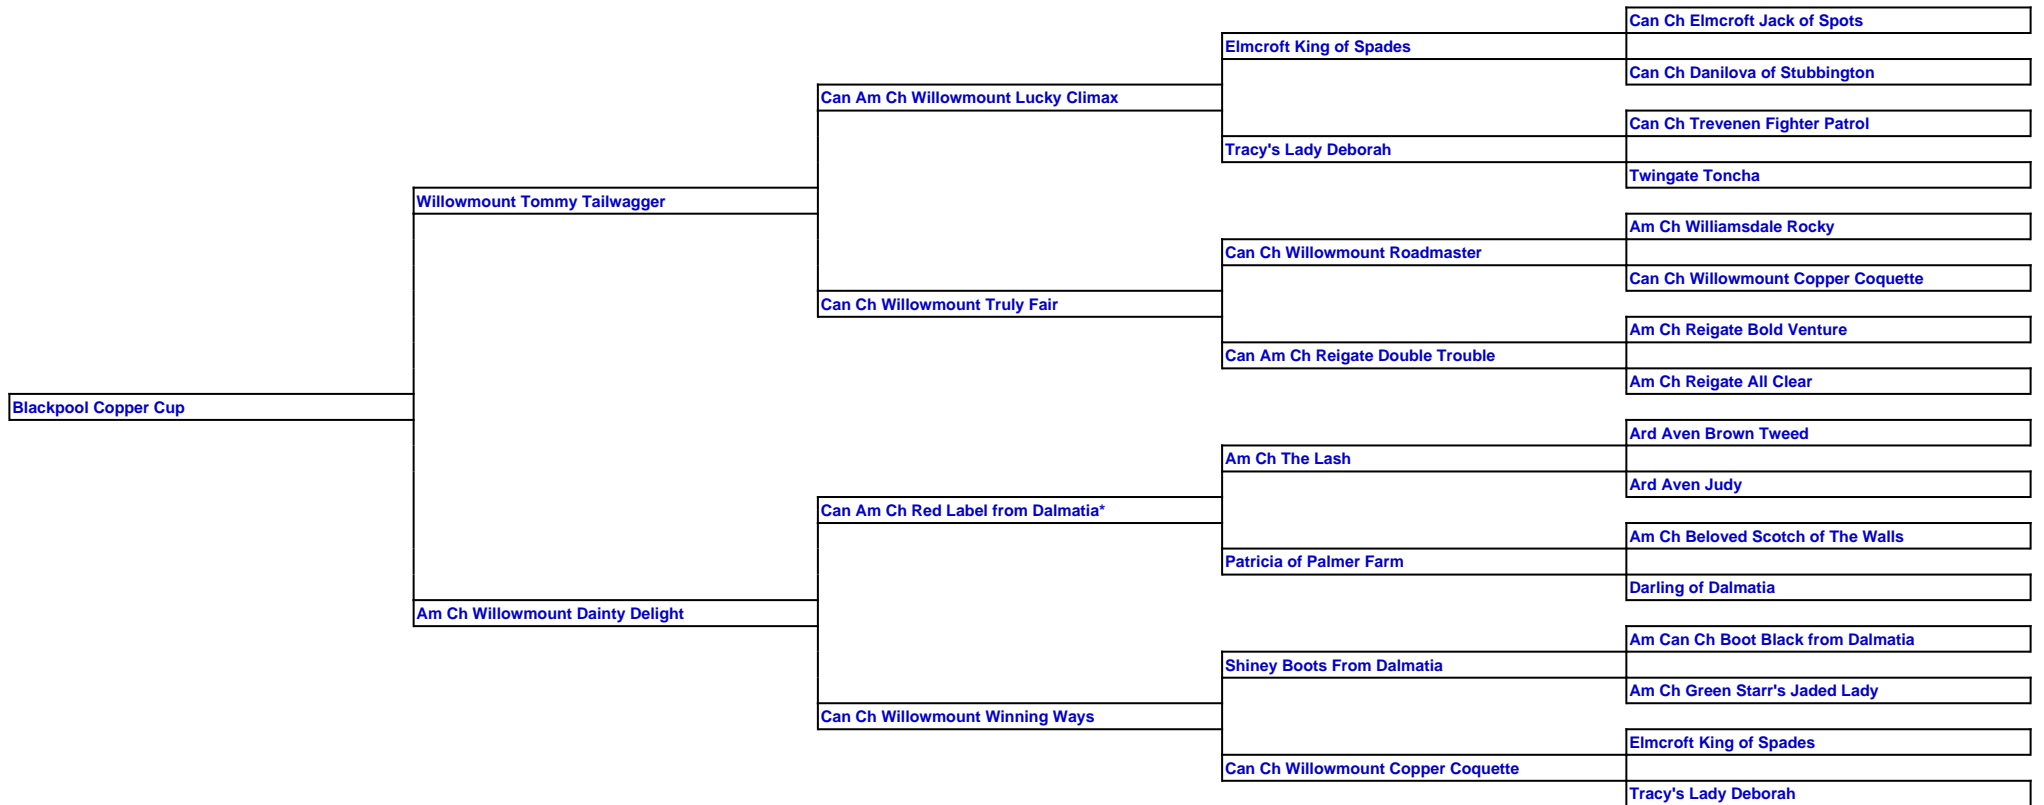 Can Ch Elmcroft Jack of Spots
Elmcroft King of Spades
Can Ch Danilova of Stubbington
Can Am Ch Willowmount Lucky Climax
Can Ch Trevenen Fighter Patrol
Tracy's Lady Deborah
Twingate Toncha
Willowmount Tommy Tailwagger
Am Ch Williamsdale Rocky
Can Ch Willowmount Roadmaster
Can Ch Willowmount Copper Coquette
Can Ch Willowmount Truly Fair
Am Ch Reigate Bold Venture
Can Am Ch Reigate Double Trouble
Am Ch Reigate All Clear
Blackpool Copper Cup
Ard Aven Brown Tweed
Am Ch The Lash
Ard Aven Judy
Can Am Ch Red Label from Dalmatia*
Am Ch Beloved Scotch of The Walls
Patricia of Palmer Farm
Darling of Dalmatia
Am Ch Willowmount Dainty Delight
Am Can Ch Boot Black from Dalmatia
Shiney Boots From Dalmatia
Am Ch Green Starr's Jaded Lady
Can Ch Willowmount Winning Ways
Elmcroft King of Spades
Can Ch Willowmount Copper Coquette
Tracy's Lady Deborah